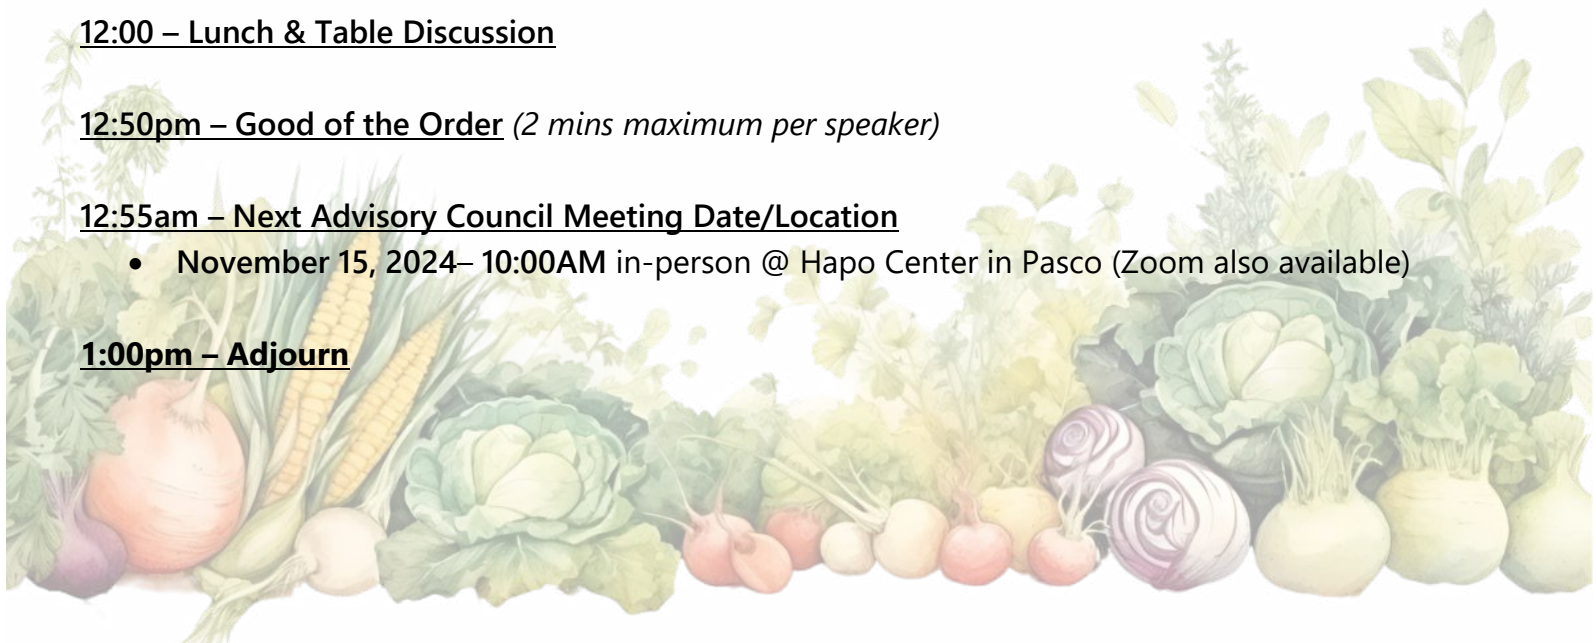 12:00 – Lunch & Table Discussion
12:50pm – Good of the Order (2 mins maximum per speaker)
12:55am – Next Advisory Council Meeting Date/Location
• November 15, 2024– 10:00AM in-person @ Hapo Center in Pasco (Zoom also available)
1:00pm – Adjourn